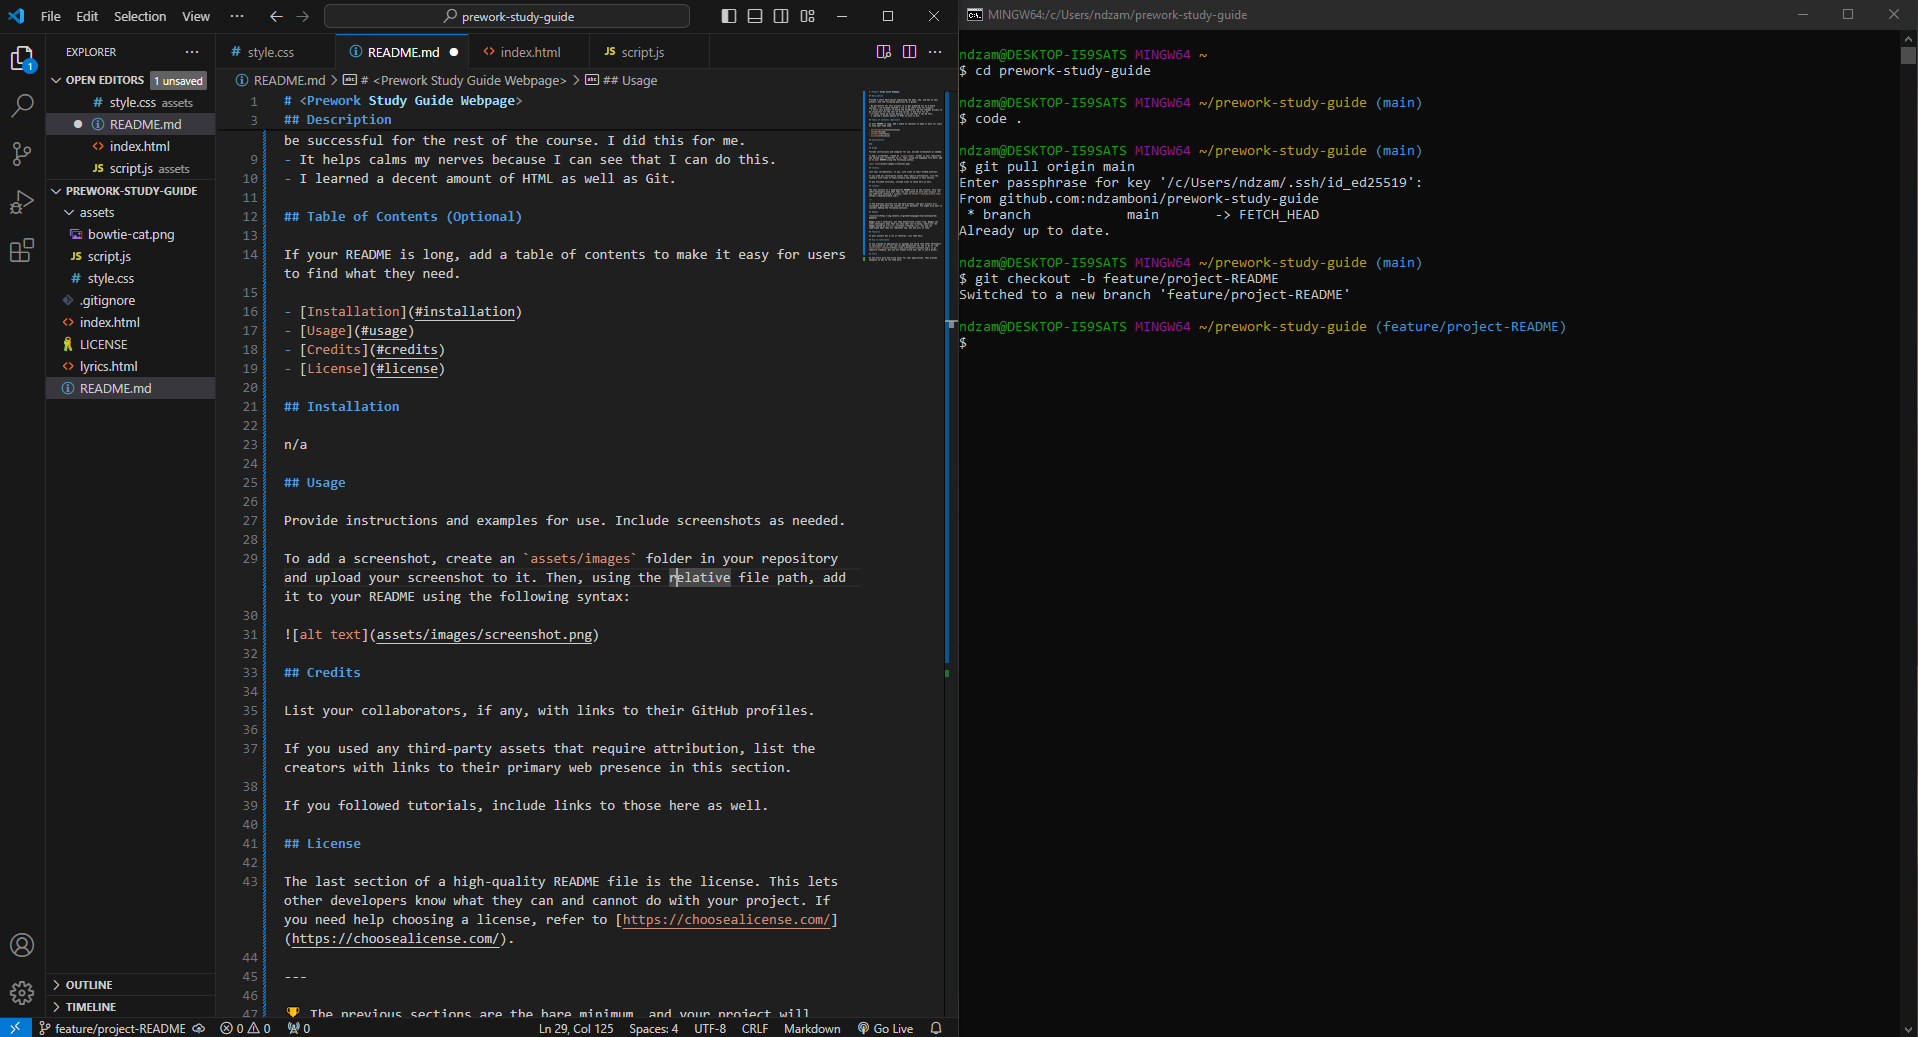 File Edit Selection View ··· prework-study-guide
EXPLORER ···
OPEN EDITORS 1 unsaved
# style.css assets
README.md
<> index.html
JS script.js assets
PREWORK-STUDY-GUIDE
assets
bowtie-cat.png
JS script.js
# style.css
.gitignore
<> index.html
LICENSE
<> lyrics.html
README.md
OUTLINE
TIMELINE
# style.css README.md <> index.html JS script.js ···
README.md > # <Prework Study Guide Webpage> > ## Usage
1 # <Prework Study Guide Webpage>
3 ## Description
be successful for the rest of the course. I did this for me.
9 - It helps calms my nerves because I can see that I can do this.
10 - I learned a decent amount of HTML as well as Git.
11
12 ## Table of Contents (Optional)
13
14 If your README is long, add a table of contents to make it easy for users
to find what they need.
15
16 - [Installation](#installation)
17 - [Usage](#usage)
18 - [Credits](#credits)
19 - [License](#license)
20
21 ## Installation
22
23 n/a
24
25 ## Usage
26
27 Provide instructions and examples for use. Include screenshots as needed.
28
29 To add a screenshot, create an `assets/images` folder in your repository
and upload your screenshot to it. Then, using the relative file path, add
it to your README using the following syntax:
30
31 ![alt text](assets/images/screenshot.png)
32
33 ## Credits
34
35 List your collaborators, if any, with links to their GitHub profiles.
36
37 If you used any third-party assets that require attribution, list the
creators with links to their primary web presence in this section.
38
39 If you followed tutorials, include links to those here as well.
40
41 ## License
42
43 The last section of a high-quality README file is the license. This lets
other developers know what they can and cannot do with your project. If
you need help choosing a license, refer to [https://choosealicense.com/]
(https://choosealicense.com/).
44
45 ---
46
47 🏆 The previous sections are the bare minimum, and your project will
feature/project-README 0 0 0 Ln 29, Col 125 Spaces: 4 UTF-8 CRLF Markdown Go Live
MINGW64:/c/Users/ndzam/prework-study-guide
ndzam@DESKTOP-I59SATS MINGW64 ~
$ cd prework-study-guide
ndzam@DESKTOP-I59SATS MINGW64 ~/prework-study-guide (main)
$ code .
ndzam@DESKTOP-I59SATS MINGW64 ~/prework-study-guide (main)
$ git pull origin main
Enter passphrase for key '/c/Users/ndzam/.ssh/id_ed25519':
From github.com:ndzamboni/prework-study-guide
* branch main -> FETCH_HEAD
Already up to date.
ndzam@DESKTOP-I59SATS MINGW64 ~/prework-study-guide (main)
$ git checkout -b feature/project-README
Switched to a new branch 'feature/project-README'
ndzam@DESKTOP-I59SATS MINGW64 ~/prework-study-guide (feature/project-README)
$